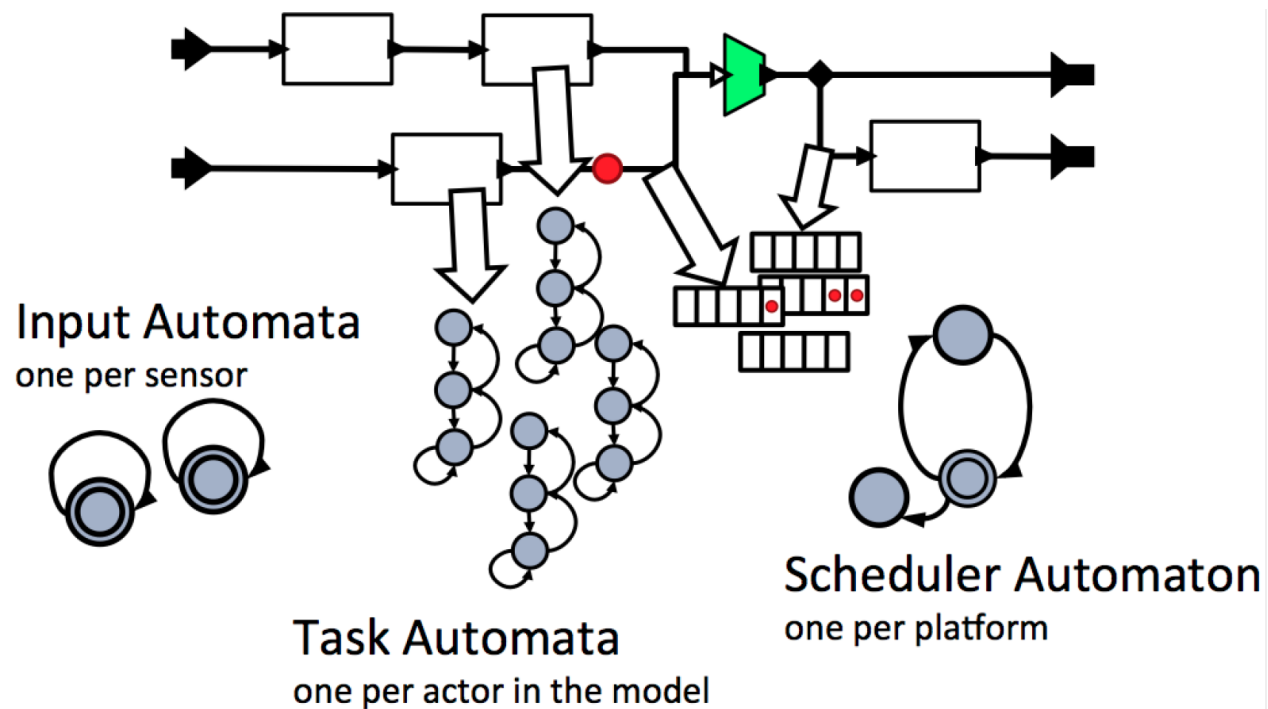 Input Automata
one per sensor
Task Automata
one per actor in the model
Scheduler Automaton
one per platform